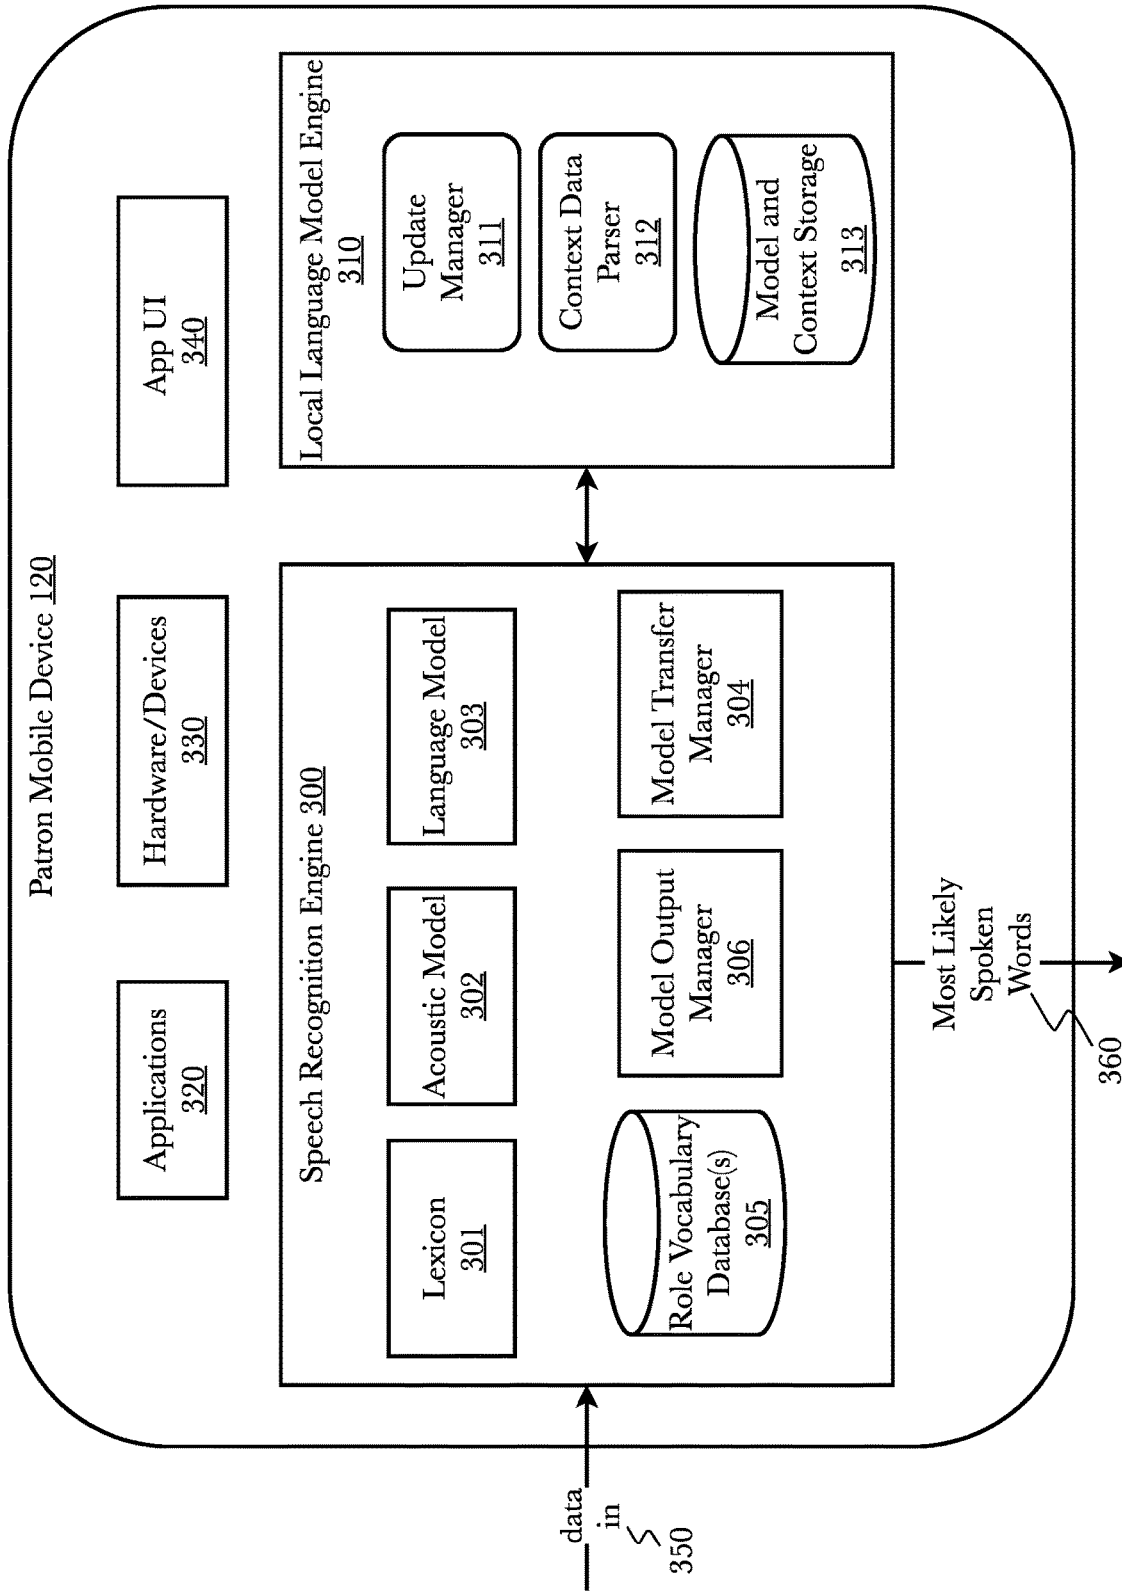 Patron Mobile Device 120
Applications
320
Hardware/Devices
330
App UI
340
Speech Recognition Engine 300
Lexicon
301
Acoustic Model
302
Language Model
303
Role Vocabulary
Database(s)
305
Model Output
Manager
306
Model Transfer
Manager
304
Local Language Model Engine
310
Update
Manager
311
Context Data
Parser
312
Model and
Context Storage
313
data
in
350
Most Likely
Spoken
Words
360